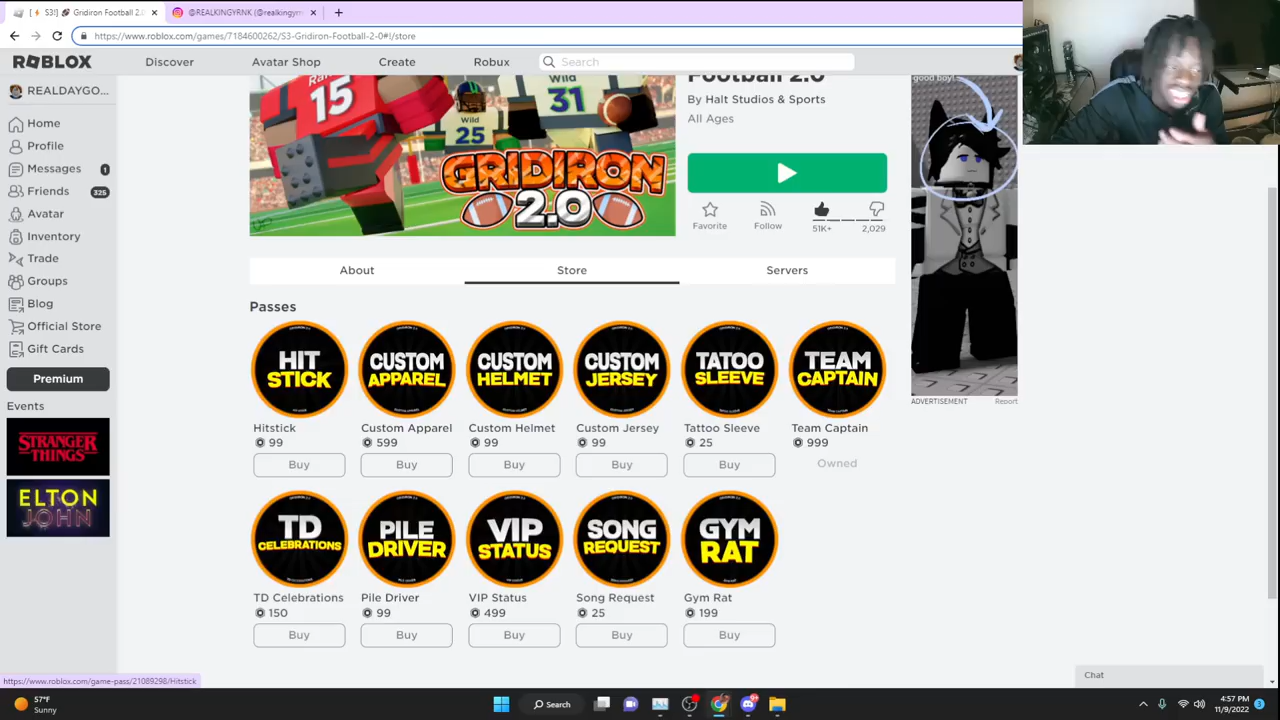 [⚡ S3!] 🏈 Gridiron Football 2.0
@REALKINGYRNK (@realkingyrn
https://www.roblox.com/games/7184600262/S3-Gridiron-Football-2-0#!/store
ROBLOX
Discover
Avatar Shop
Create
Robux
Search
REALDAYGO...
Home
Profile
Messages
1
Friends
325
Avatar
Inventory
Trade
Groups
Blog
Official Store
Gift Cards
Premium
Events
STRANGER
THINGS
ELTON
JOHN
15
Wild
25
Wild
31
GRIDIRON
2.0
Football 2.0
By Halt Studios & Sports
All Ages
Favorite
Follow
51K+
2,029
good boy!
ADVERTISEMENT
Report
About
Store
Servers
Passes
HIT
STICK
CUSTOM
APPAREL
CUSTOM
HELMET
CUSTOM
JERSEY
TATOO
SLEEVE
TEAM
CAPTAIN
Hitstick
Custom Apparel
Custom Helmet
Custom Jersey
Tattoo Sleeve
Team Captain
99
599
99
99
25
999
Buy
Buy
Buy
Buy
Buy
Owned
TD
CELEBRATIONS
PILE
DRIVER
VIP
STATUS
SONG
REQUEST
GYM
RAT
TD Celebrations
Pile Driver
VIP Status
Song Request
Gym Rat
150
99
499
25
199
Buy
Buy
Buy
Buy
Buy
Chat
https://www.roblox.com/game-pass/21089298/Hitstick
57°F
Sunny
Search
4:57 PM
11/9/2022
3